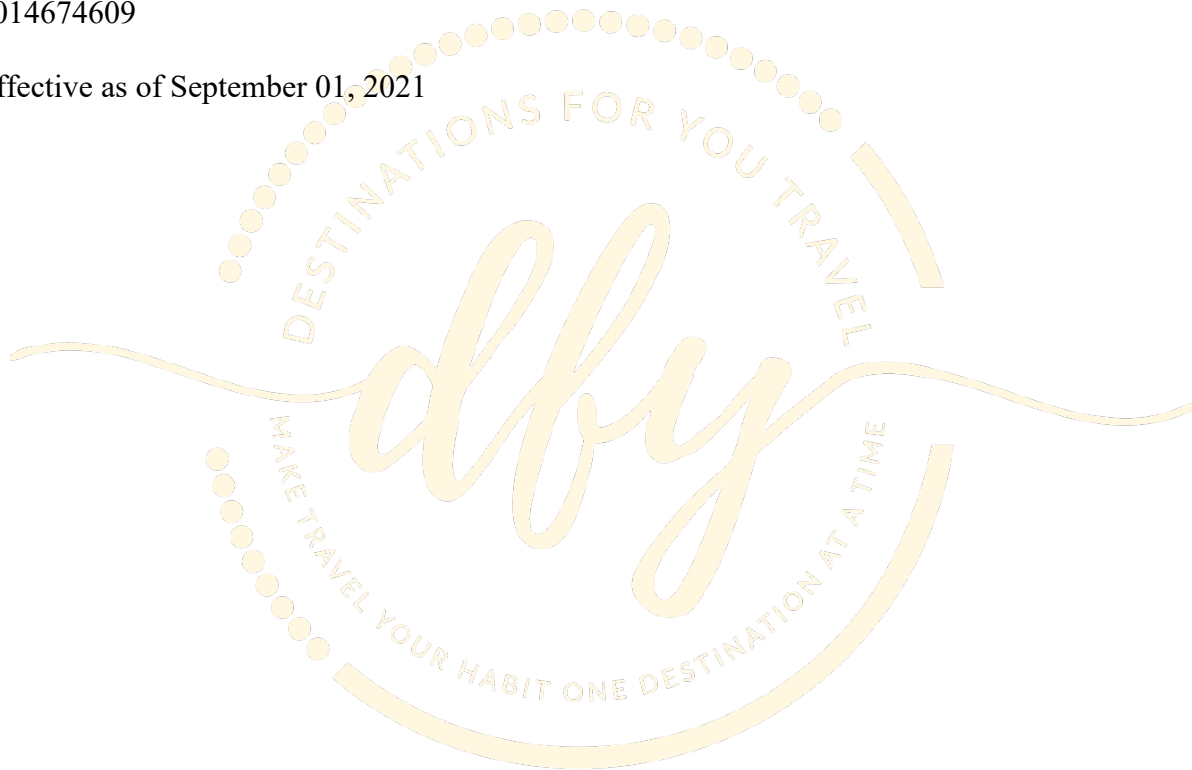 014674609
ffective as of September 01, 2021
DESTINATIONS FOR YOU TRAVEL
dfy
MAKE TRAVEL YOUR HABIT ONE DESTINATION AT A TIME